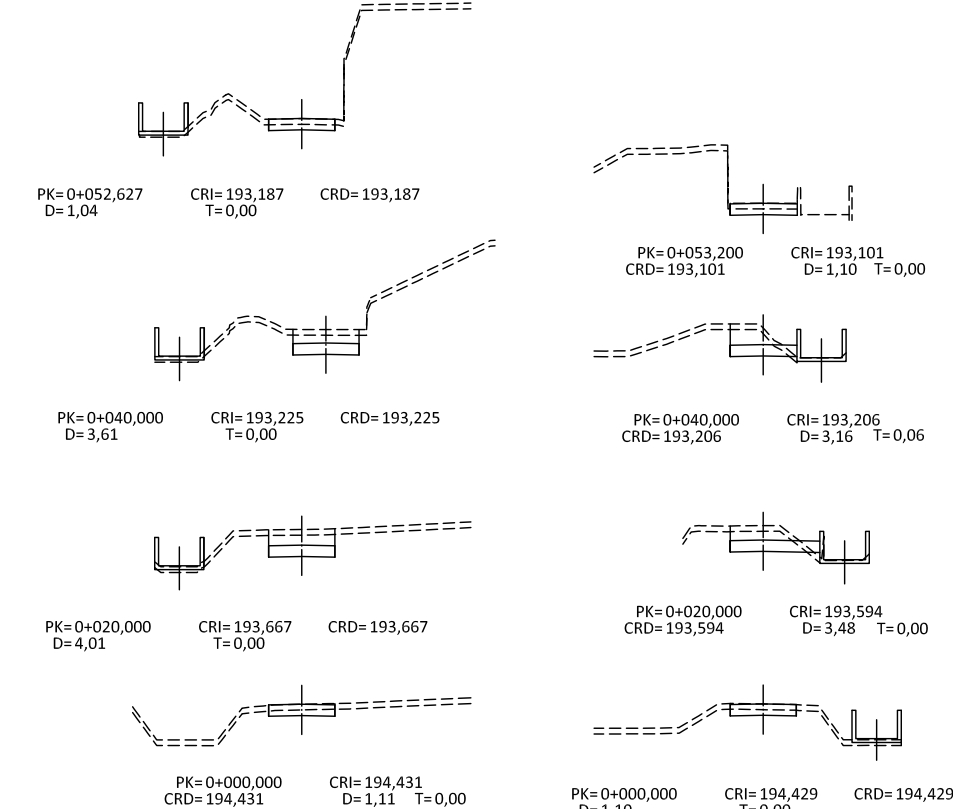 PK= 0+052,627 CRI= 193,187 CRD= 193,187
D= 1,04 T= 0,00
PK= 0+040,000 CRI= 193,225 CRD= 193,225
D= 3,61 T= 0,00
PK= 0+020,000 CRI= 193,667 CRD= 193,667
D= 4,01 T= 0,00
PK= 0+000,000 CRI= 194,431
CRD= 194,431 D= 1,11 T= 0,00
PK= 0+053,200 CRI= 193,101
CRD= 193,101 D= 1,10 T= 0,00
PK= 0+040,000 CRI= 193,206
CRD= 193,206 D= 3,16 T= 0,06
PK= 0+020,000 CRI= 193,594
CRD= 193,594 D= 3,48 T= 0,00
PK= 0+000,000 CRI= 194,429 CRD= 194,429
D= 1,10 T= 0,00